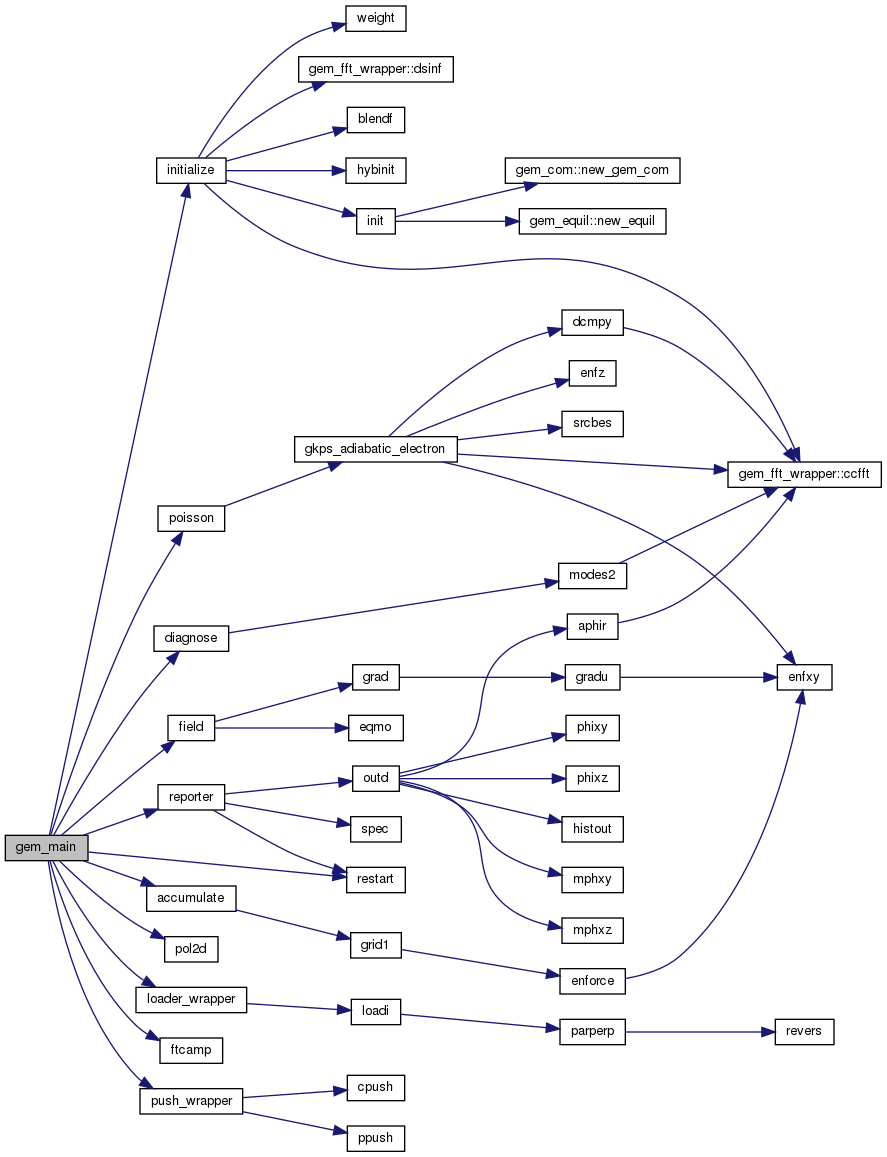 weight
gem_fft_wrapper::dsinf
blendf
initialize
hybinit
gem_com::new_gem_com
init
gem_equil::new_equil
dcmpy
enfz
srcbes
gkps_adiabatic_electron
gem_fft_wrapper::ccfft
poisson
modes2
aphir
diagnose
grad
gradu
enfxy
field
eqmo
phixy
outd
phixz
reporter
spec
histout
gem_main
restart
mphxy
accumulate
mphxz
pol2d
grid1
enforce
loader_wrapper
loadi
parperp
revers
ftcamp
cpush
push_wrapper
ppush